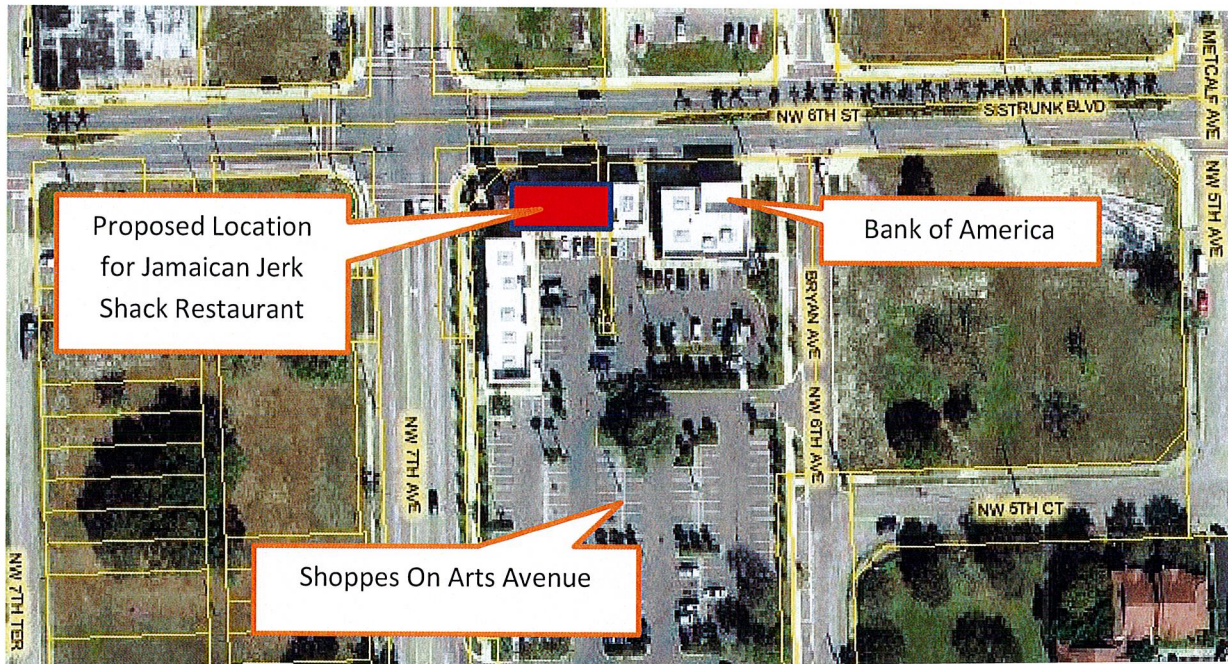 METCALF AVE
NW 6TH ST
SISTRUNK BLVD
NW 5TH AVE
Proposed Location
for Jamaican Jerk
Shack Restaurant
Bank of America
BRYAN AVE
NW 7TH AVE
NW 6TH AVE
NW 5TH CT
Shoppes On Arts Avenue
NW 7TH TER